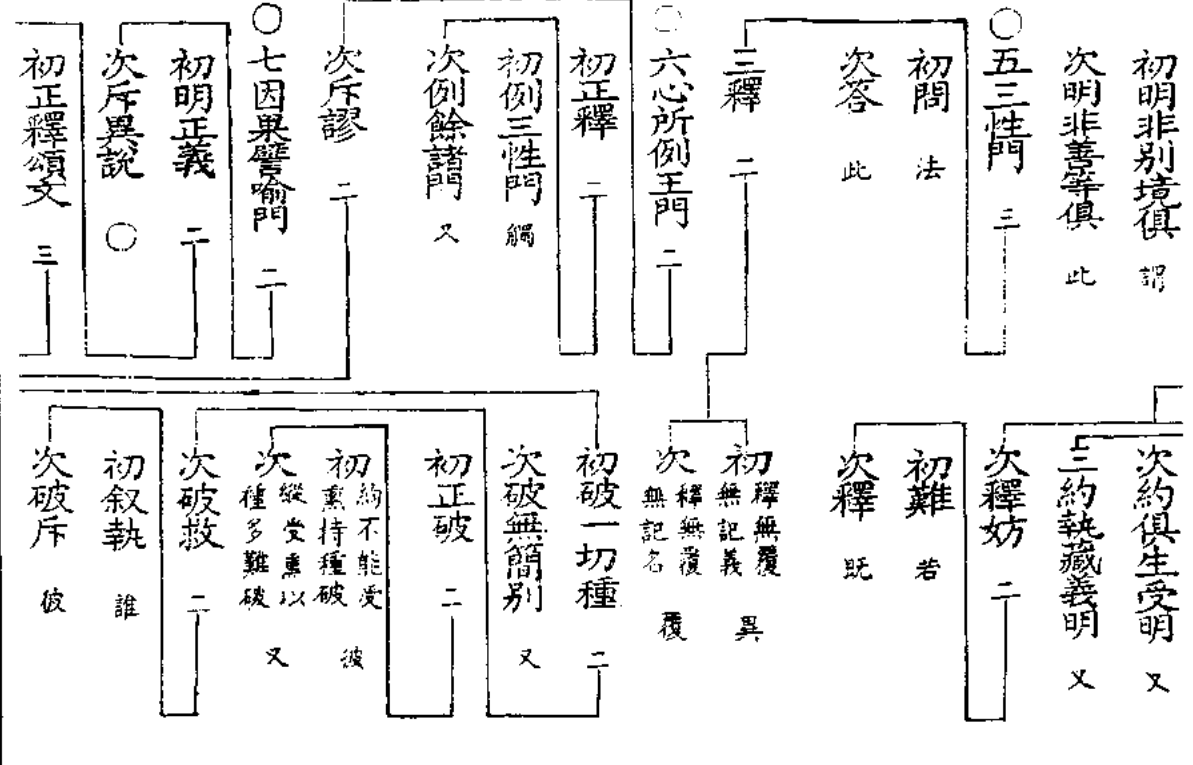 初明非别境俱 謂
次明非善等俱 此
○五三性門 三
初問 法
次答 此
三釋 二
○六心所例王門 二
初正釋 二
初例三性門 觸
次例餘諸門 又
次斥謬 二
○七因果譬喻門 二
初明正義 二
次斥異說 ○
初正釋頌文 三
次約俱生受明 又
三約執藏義明 又
次釋妨 二
初難 若
次釋 既
初釋無覆無記義 異
次釋無覆無記名 覆
初破一切種 二
次破無簡别 又
初正破 二
初約不能受熏持種破 彼
次縱受熏以種多難破 又
次破救 二
初叙執 誰
次破斥 彼